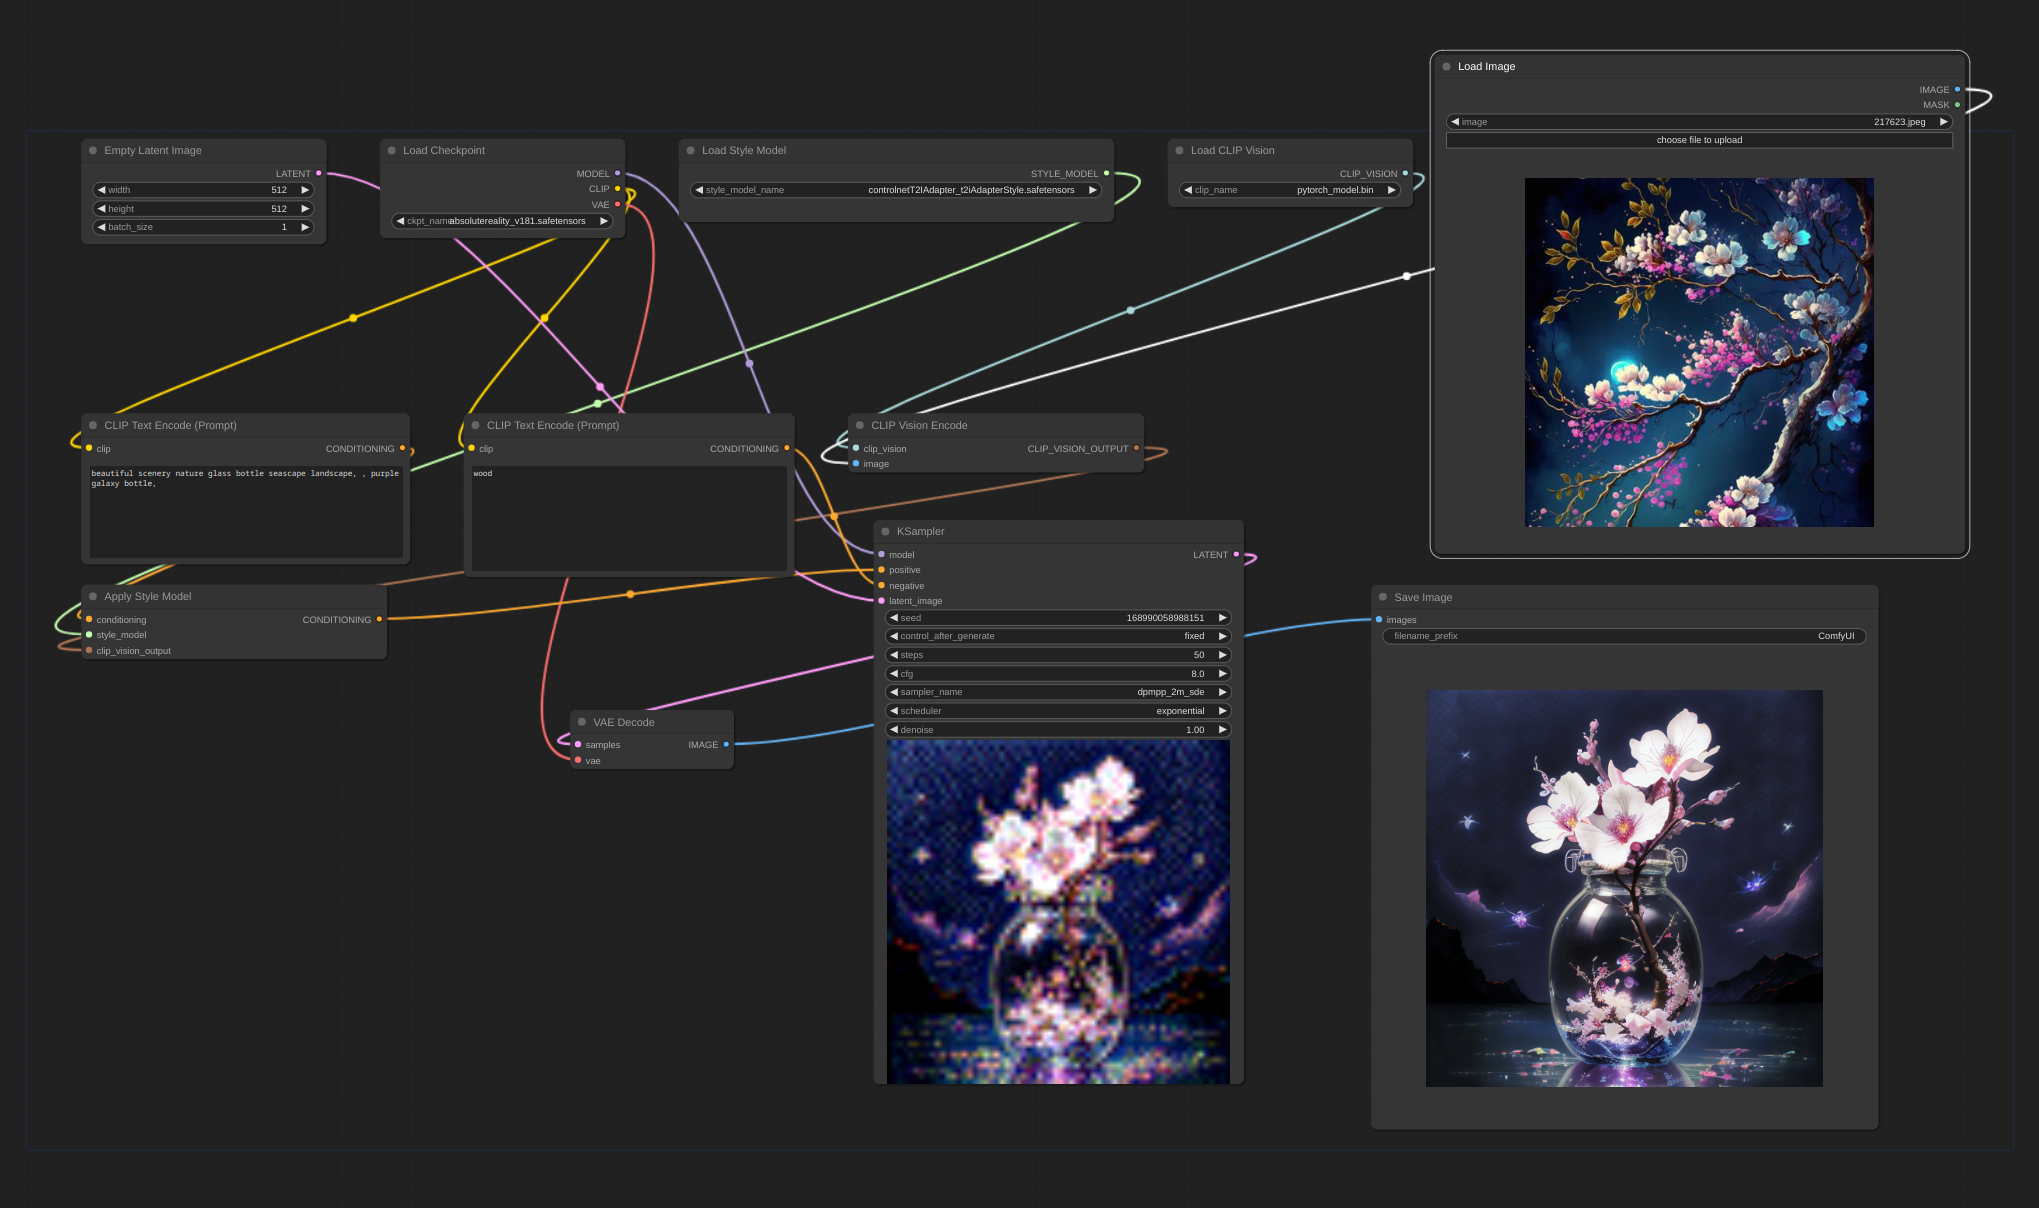 Load Image
IMAGE
MASK
image 217623.jpeg
choose file to upload
Empty Latent Image
LATENT
width 512
height 512
batch_size 1
Load Checkpoint
MODEL
CLIP
VAE
ckpt_name absolutereality_v181.safetensors
Load Style Model
STYLE_MODEL
style_model_name controlnetT2IAdapter_t2iAdapterStyle.safetensors
Load CLIP Vision
CLIP_VISION
clip_name pytorch_model.bin
CLIP Text Encode (Prompt)
clip CONDITIONING
beautiful scenery nature glass bottle seascape landscape, , purple
galaxy bottle,
CLIP Text Encode (Prompt)
clip CONDITIONING
wood
CLIP Vision Encode
clip_vision CLIP_VISION_OUTPUT
image
KSampler
model LATENT
positive
negative
latent_image
seed 168990058988151
control_after_generate fixed
steps 50
cfg 8.0
sampler_name dpmpp_2m_sde
scheduler exponential
denoise 1.00
Apply Style Model
conditioning CONDITIONING
style_model
clip_vision_output
VAE Decode
samples IMAGE
vae
Save Image
images
filename_prefix ComfyUI